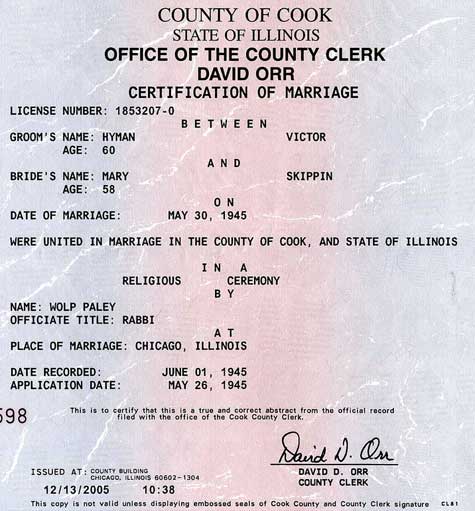 COUNTY OF COOK
STATE OF ILLINOIS
OFFICE OF THE COUNTY CLERK
DAVID ORR
CERTIFICATION OF MARRIAGE
LICENSE NUMBER: 1853207-0
BETWEEN
GROOM'S NAME: HYMAN VICTOR
AGE: 60
AND
BRIDE'S NAME: MARY SKIPPIN
AGE: 58
ON
DATE OF MARRIAGE: MAY 30, 1945
WERE UNITED IN MARRIAGE IN THE COUNTY OF COOK, AND STATE OF ILLINOIS
IN A
RELIGIOUS CEREMONY
BY
NAME: WOLP PALEY
OFFICIATE TITLE: RABBI
AT
PLACE OF MARRIAGE: CHICAGO, ILLINOIS
DATE RECORDED: JUNE 01, 1945
APPLICATION DATE: MAY 26, 1945
598
This is to certify that this is a true and correct abstract from the official record
filed with the office of the Cook County Clerk.
David D. Orr
ISSUED AT: COUNTY BUILDING
CHICAGO, ILLINOIS 60602-1304
DAVID D. ORR
COUNTY CLERK
12/13/2005 10:38
This copy is not valid unless displaying embossed seals of Cook County and County Clerk signature CL81